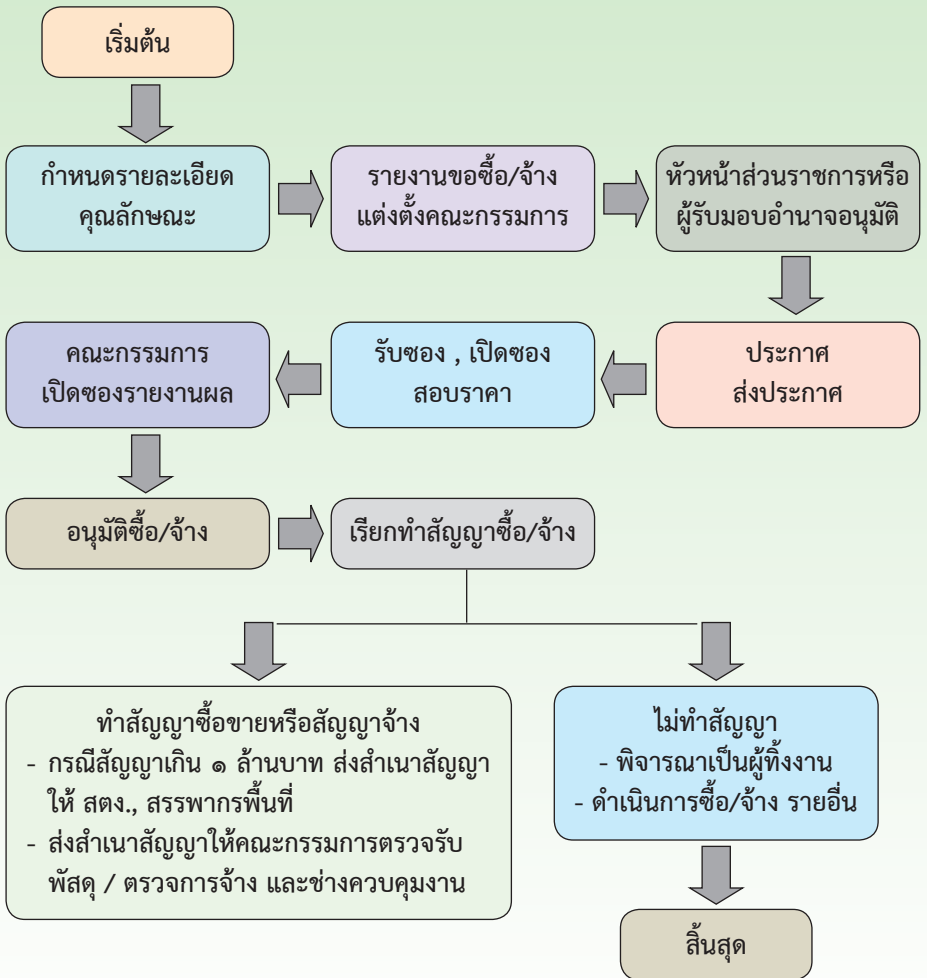 เริ่มต้น
กำหนดรายละเอียด
คุณลักษณะ
รายงานขอซื้อ/จ้าง
แต่งตั้งคณะกรรมการ
หัวหน้าส่วนราชการหรือ
ผู้รับมอบอำนาจอนุมัติ
ประกาศ
ส่งประกาศ
รับซอง , เปิดซอง
สอบราคา
คณะกรรมการ
เปิดซองรายงานผล
อนุมัติซื้อ/จ้าง
เรียกทำสัญญาซื้อ/จ้าง
ทำสัญญาซื้อขายหรือสัญญาจ้าง
- กรณีสัญญาเกิน ๑ ล้านบาท ส่งสำเนาสัญญา
ให้ สตง., สรรพากรพื้นที่
- ส่งสำเนาสัญญาให้คณะกรรมการตรวจรับ
พัสดุ / ตรวจการจ้าง และช่างควบคุมงาน
ไม่ทำสัญญา
- พิจารณาเป็นผู้ทิ้งงาน
- ดำเนินการซื้อ/จ้าง รายอื่น
สิ้นสุด